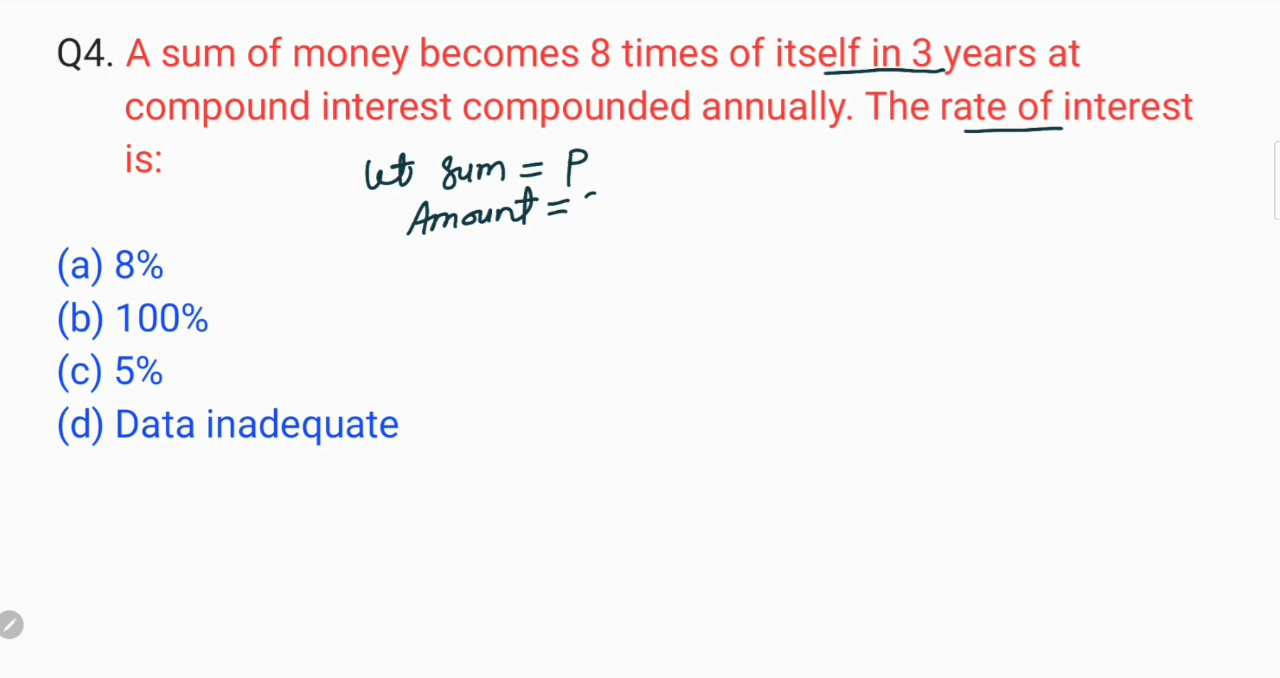 Q4. A sum of money becomes 8 times of itself in 3 years at
compound interest compounded annually. The rate of interest
is:
let sum = P
Amount =
(a) 8%
(b) 100%
(c) 5%
(d) Data inadequate